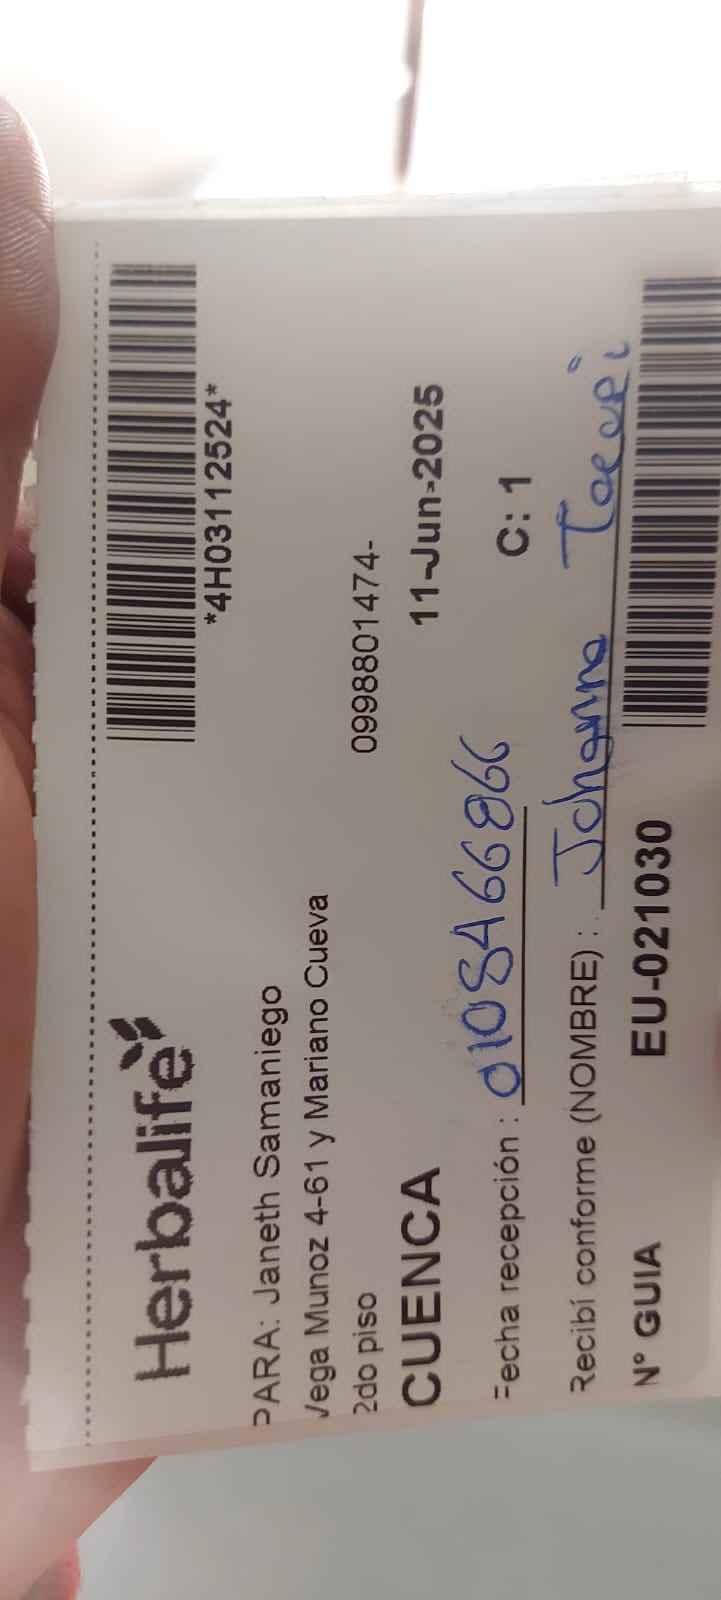 Herbalife
*4H03112524*
PARA: Janeth Samaniego
Vega Munoz 4-61 y Mariano Cueva
2do piso 0998801474-
CUENCA 11-Jun-2025
Fecha recepción : 0108466866 C: 1
Recibí conforme (NOMBRE) : Johanna
N° GUIA EU-021030